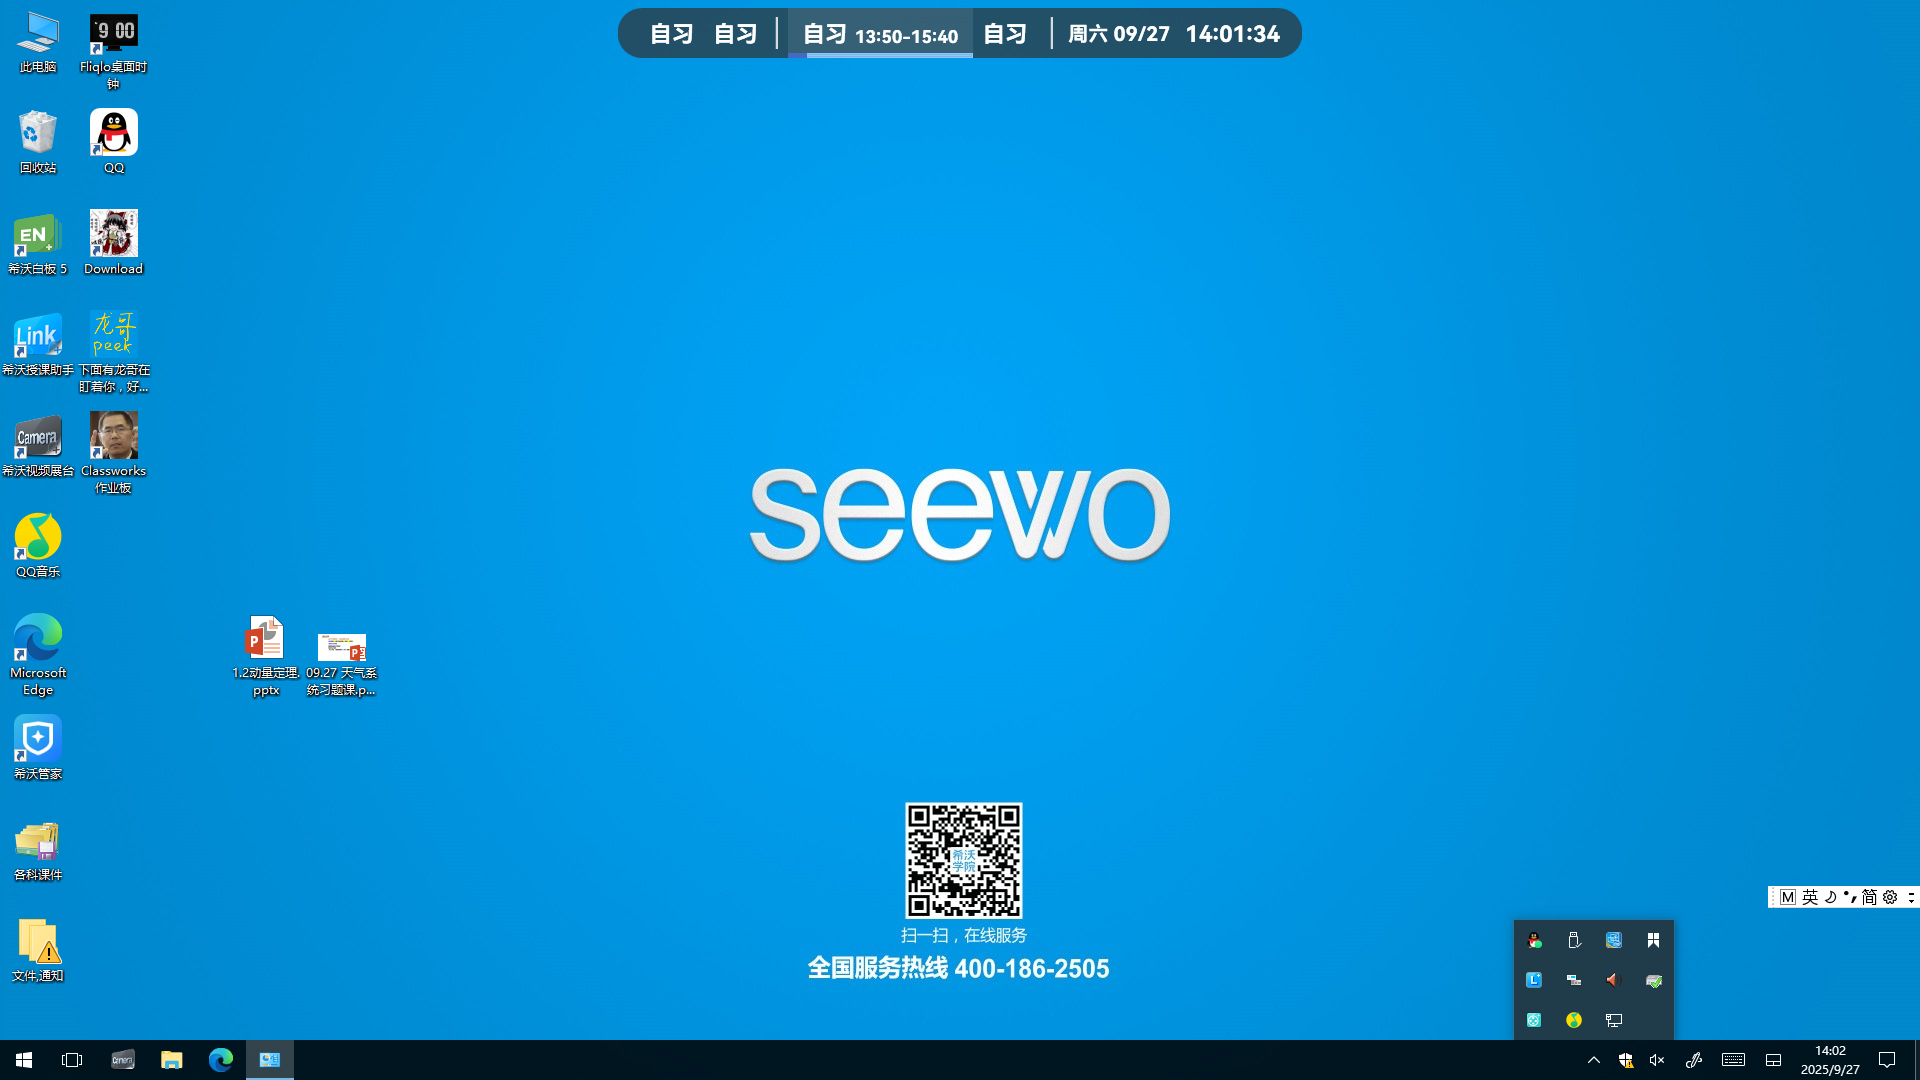 自习 自习 自习 13:50-15:40 自习 周六 09/27 14:01:34
此电脑
9 00
Fliqlo桌面时
钟
回收站
QQ
EN
希沃白板 5
Download
Link
希沃授课助手
龙哥
peek
下面有龙哥在
盯着你，好...
Camera
希沃视频展台
Classworks
作业板
QQ音乐
Microsoft
Edge
1.2动量定理.
pptx
09.27 天气系
统习题课.p...
希沃管家
各科课件
文件,通知
seewo
希沃
学院
扫一扫，在线服务
全国服务热线 400-186-2505
M 英 简
Camera
14:02
2025/9/27